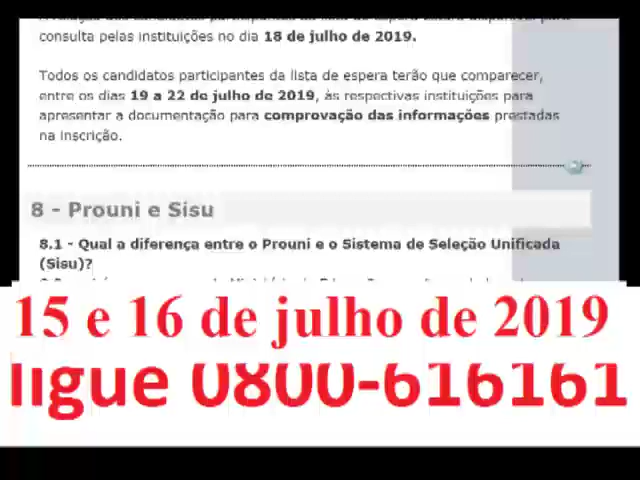 consulta pelas instituições no dia 18 de julho de 2019.
Todos os candidatos participantes da lista de espera terão que comparecer,
entre os dias 19 a 22 de julho de 2019, às respectivas instituições para
apresentar a documentação para comprovação das informações prestadas
na inscrição.
8 - Prouni e Sisu
8.1 - Qual a diferença entre o Prouni e o Sistema de Seleção Unificada
(Sisu)?
15 e 16 de julho de 2019
ligue 0800-616161